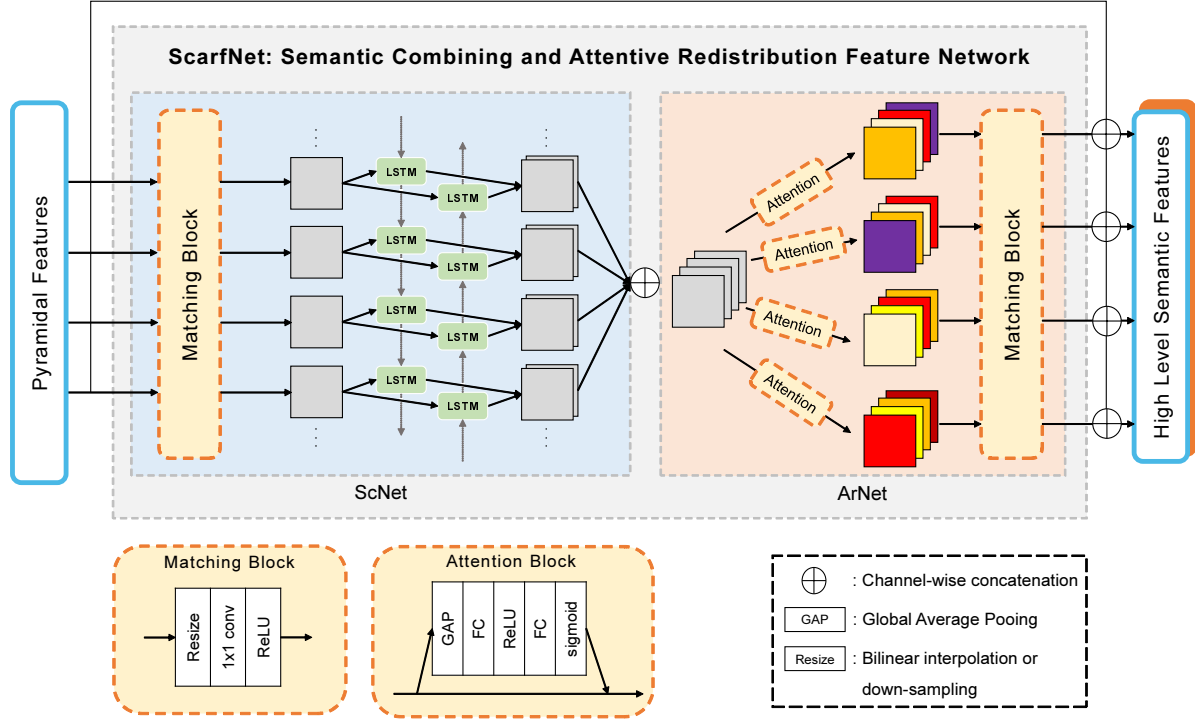 ScarfNet: Semantic Combining and Attentive Redistribution Feature Network
Pyramidal Features
Matching Block
LSTM
LSTM
LSTM
LSTM
LSTM
LSTM
LSTM
LSTM
ScNet
Attention
Attention
Attention
Attention
Matching Block
ArNet
High Level Semantic Features
Matching Block
Resize
1x1 conv
ReLU
Attention Block
GAP
FC
ReLU
FC
sigmoid
: Channel-wise concatenation
GAP : Global Average Pooing
Resize : Bilinear interpolation or
down-sampling